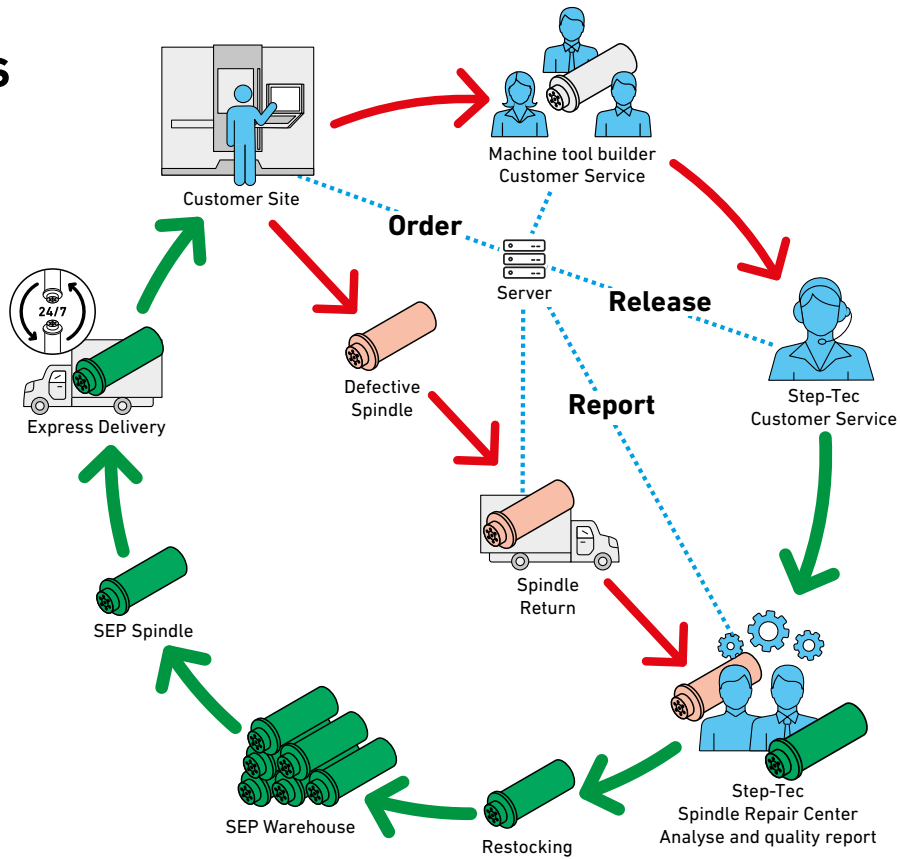 s
Machine tool builder
Customer Service
Customer Site
Order
Server
Release
24/7
Express Delivery
Defective
Spindle
Report
Step-Tec
Customer Service
Spindle
Return
SEP Spindle
SEP Warehouse
Restocking
Step-Tec
Spindle Repair Center
Analyse and quality report